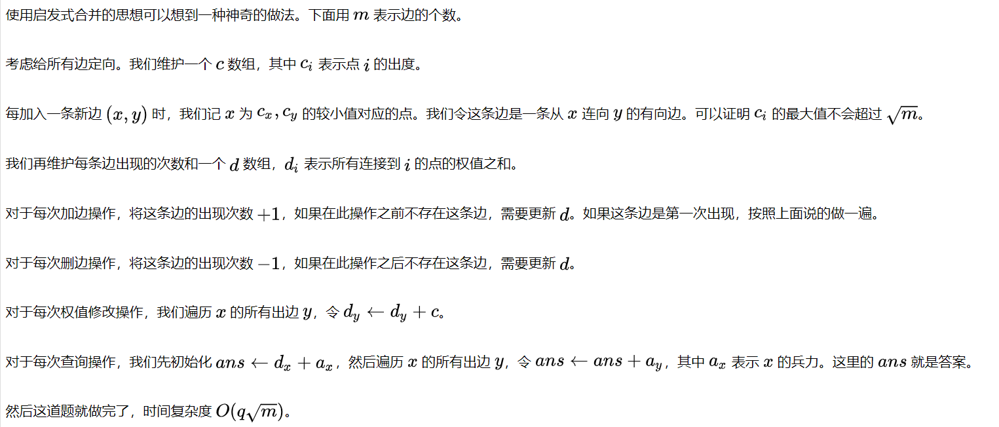 使用启发式合并的思想可以想到一种神奇的做法。下面用 m 表示边的个数。
考虑给所有边定向。我们维护一个 c 数组，其中 c_i 表示点 i 的出度。
每加入一条新边 (x, y) 时，我们记 x 为 c_x, c_y 的较小值对应的点。我们令这条边是一条从 x 连向 y 的有向边。可以证明 c_i 的最大值不会超过 √m。
我们再维护每条边出现的次数和一个 d 数组，d_i 表示所有连接到 i 的点的权值之和。
对于每次加边操作，将这条边的出现次数 +1，如果在此操作之前不存在这条边，需要更新 d。如果这条边是第一次出现，按照上面说的做一遍。
对于每次删边操作，将这条边的出现次数 −1，如果在此操作之后不存在这条边，需要更新 d。
对于每次权值修改操作，我们遍历 x 的所有出边 y，令 d_y ← d_y + c。
对于每次查询操作，我们先初始化 ans ← d_x + a_x，然后遍历 x 的所有出边 y，令 ans ← ans + a_y，其中 a_x 表示 x 的兵力。这里的 ans 就是答案。
然后这道题就做完了，时间复杂度 O(q√m)。